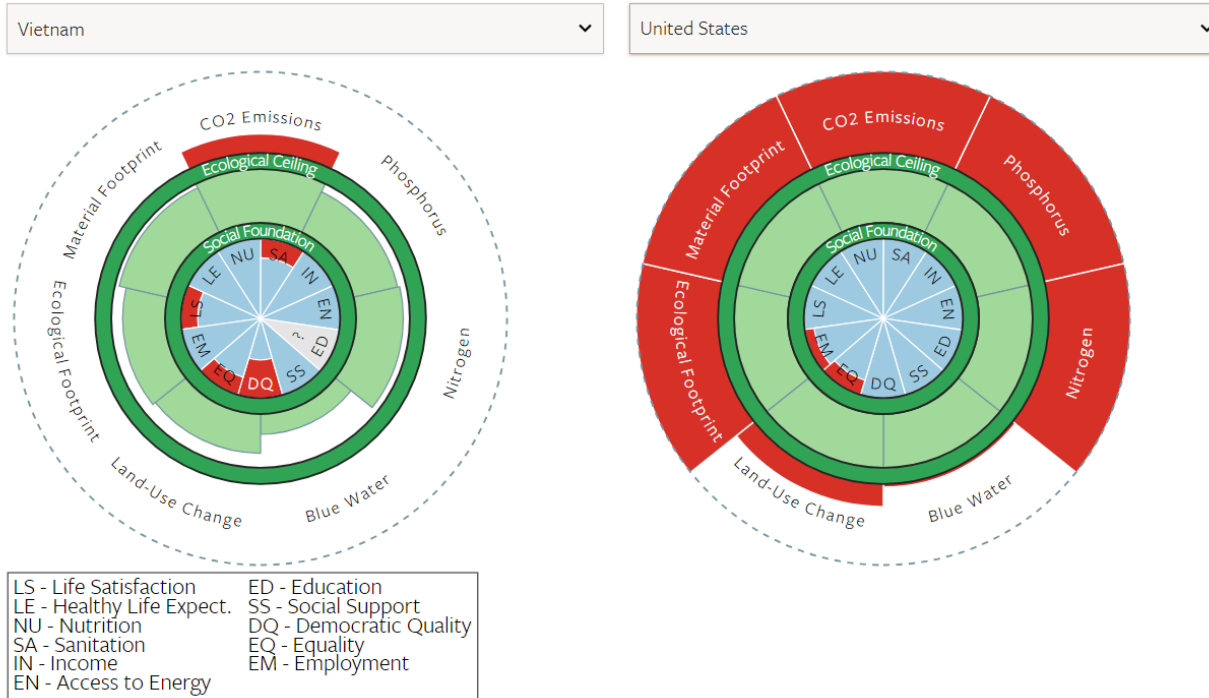 Vietnam
United States
CO2 Emissions
Phosphorus
Nitrogen
Blue Water
Land-Use Change
Ecological Footprint
Material Footprint
Ecological Ceiling
Social Foundation
SA
IN
EN
ED
?
SS
DQ
EQ
EM
LS
LE
NU
CO2 Emissions
Phosphorus
Nitrogen
Blue Water
Land-Use Change
Ecological Footprint
Material Footprint
Ecological Ceiling
Social Foundation
SA
IN
EN
ED
SS
DQ
EQ
EM
LS
LE
NU
LS - Life Satisfaction
LE - Healthy Life Expect.
NU - Nutrition
SA - Sanitation
IN - Income
EN - Access to Energy
ED - Education
SS - Social Support
DQ - Democratic Quality
EQ - Equality
EM - Employment